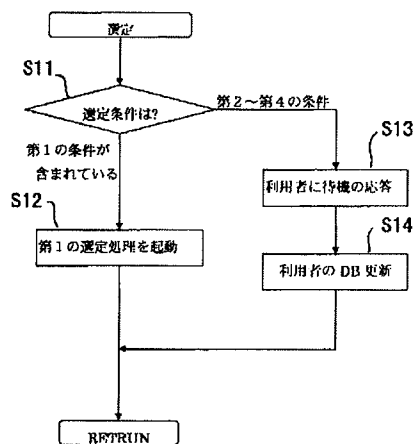 選定
S11
選定条件は?
第2~第4の条件
S13
第1の条件が
含まれている
利用者に待機の応答
S12
S14
第1の選定処理を起動
利用者の DB 更新
RETRUN